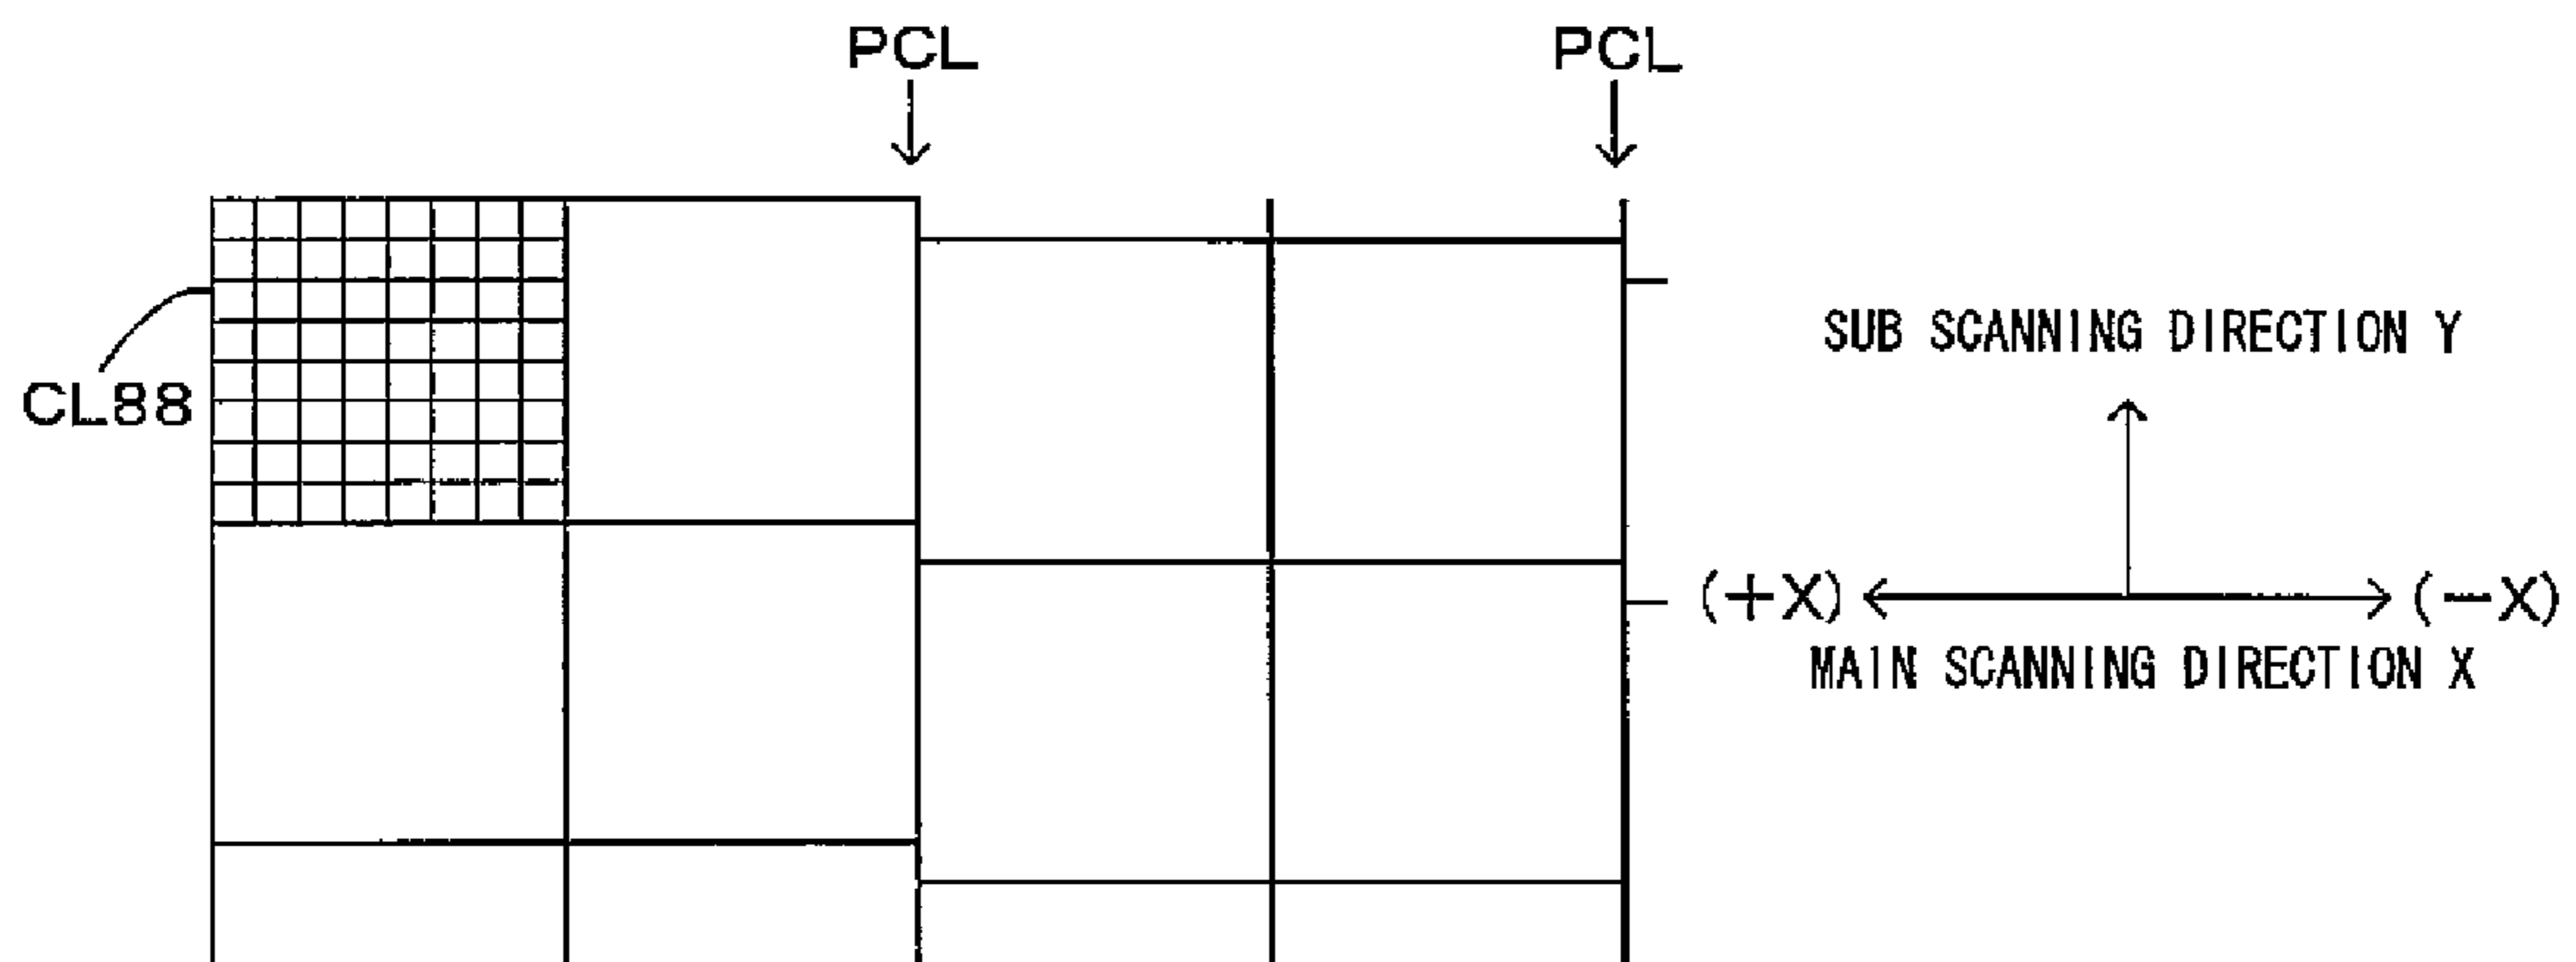 PCL
PCL
CL88
SUB SCANNING DIRECTION Y
(+X)
(-X)
MAIN SCANNING DIRECTION X